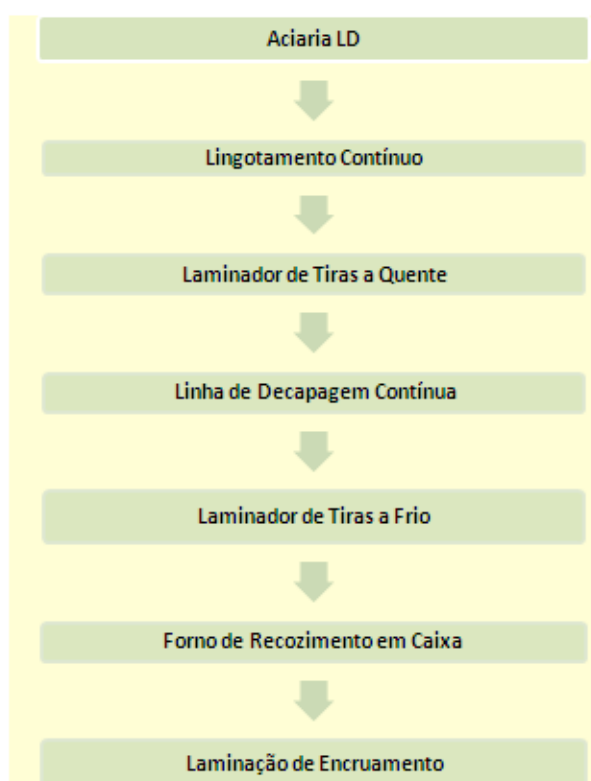 Aciaria LD
Lingotamento Contínuo
Laminador de Tiras a Quente
Linha de Decapagem Contínua
Laminador de Tiras a Frio
Forno de Recozimento em Caixa
Laminação de Encruamento